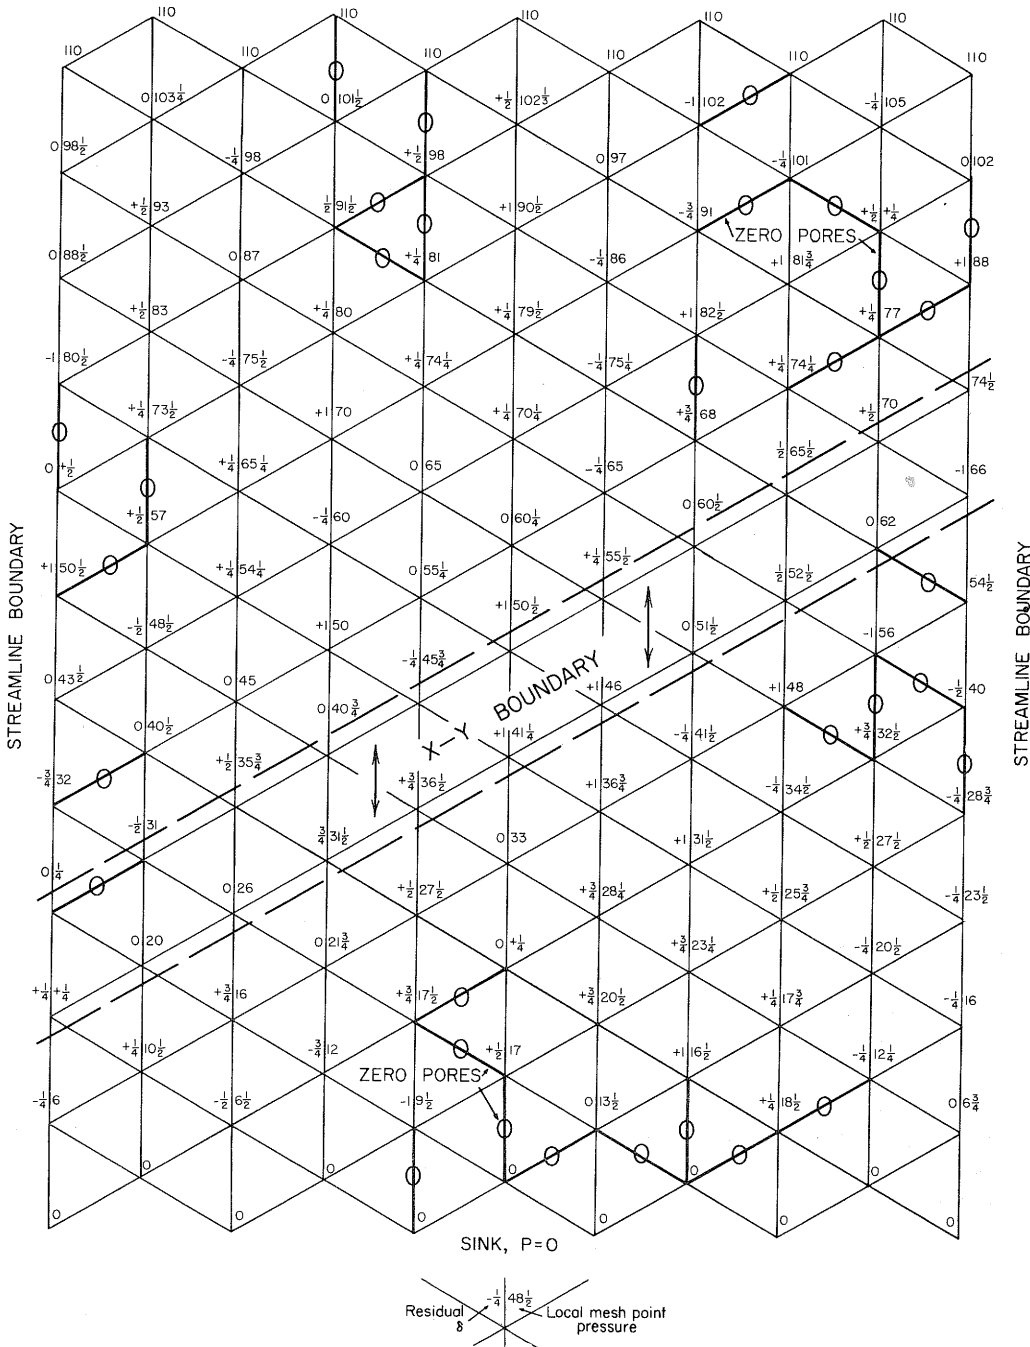 110 110 110 110 110
110 110 110 110 110 110
0 103¼ 0 101½ +½ 102⅓ -1 102 -¼ 105
0 98½ -¼ 98 +½ 98 0 97 -¼ 101 0 102
+½ 93 ½ 91½ +1 90½ -¾ 91 +½ +¼
ZERO PORES
0 88½ 0 87 +¼ 81 -¼ 86 +1 81¾ +1 88
+½ 83 +¼ 80 +¼ 79½ +1 82½ +¼ 77
-1 80½ -¼ 75½ +¼ 74¼ -¼ 75¼ +¼ 74¼ 74½
+¼ 73½ +1 70 +¼ 70¼ +¾ 68 +½ 70
0 +½ +¼ 65¼ 0 65 -¼ 65 ½ 65½ -1 66
+½ 57 -¼ 60 0 60¼ 0 60½ 0 62
STREAMLINE BOUNDARY
STREAMLINE BOUNDARY
+1 50½ +¼ 54¼ 0 55¼ +¼ 55½ ½ 52½ 54½
-½ 48½ +1 50 +1 50½ 0 51½ -1 56
0 43½ 0 45 -¼ 45¾ +1 46 +1 48 -½ 40
X-Y BOUNDARY
0 40½ 0 40¾ +1 41¼ -¼ 41½ +¾ 32½
-¾ 32 +½ 35¾ +¾ 36½ +1 36¾ -¼ 34½ -¼ 28¾
-½ 31 ¾ 31½ 0 33 +1 31½ +½ 27½
0 ¼ 0 26 +½ 27½ +¾ 28¼ +½ 25¾ -¼ 23½
0 20 0 21¾ 0 +¼ +¾ 23¼ -¼ 20½
+¼ +¼ +¾ 16 +¾ 17½ +¾ 20½ +¼ 17¾ -¼ 16
+¼ 10½ -¾ 12 +½ 17 +1 16½ -¼ 12¼
ZERO PORES
-¼ 6 -½ 6½ -1 9½ 0 13½ +¼ 18½ 0 6¾
0 0 0 0 0
0 0 0 0 0 0
SINK, P=0
-¼ 48½
Residual
δ
Local mesh point
pressure